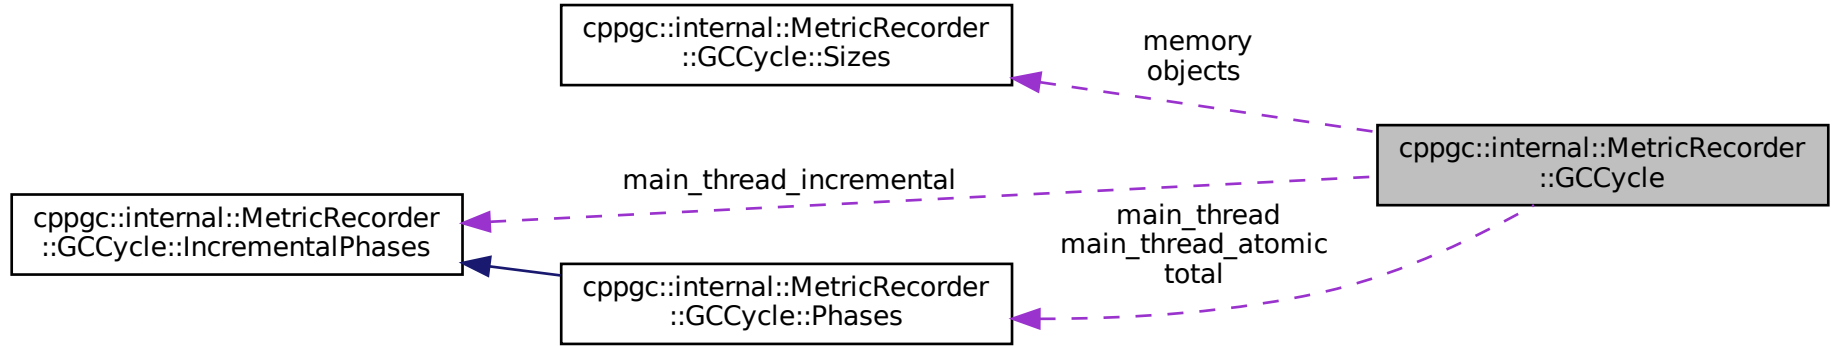 cppgc::internal::MetricRecorder
::GCCycle::Sizes
memory
objects
cppgc::internal::MetricRecorder
::GCCycle
main_thread_incremental
cppgc::internal::MetricRecorder
::GCCycle::IncrementalPhases
main_thread
main_thread_atomic
total
cppgc::internal::MetricRecorder
::GCCycle::Phases